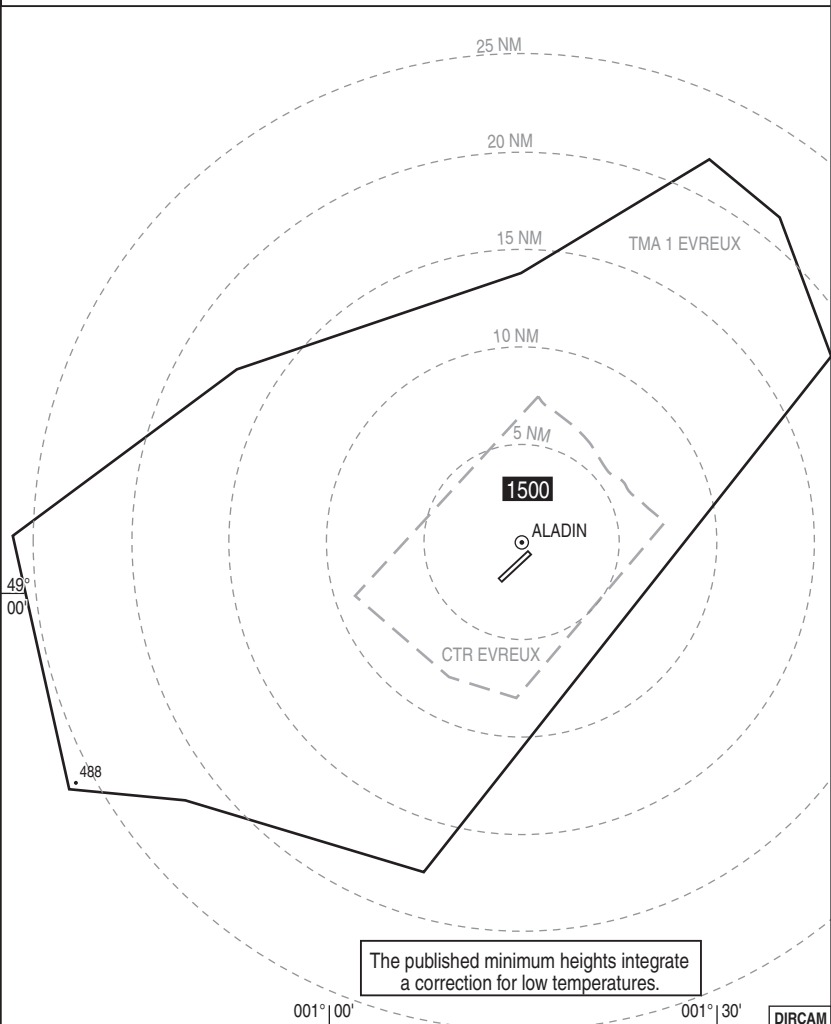 25 NM
20 NM
15 NM
TMA 1 EVREUX
10 NM
5 NM
1500
ALADIN
49°
00'
CTR EVREUX
488
The published minimum heights integrate
a correction for low temperatures.
001° 00'
001° 30'
DIRCAM